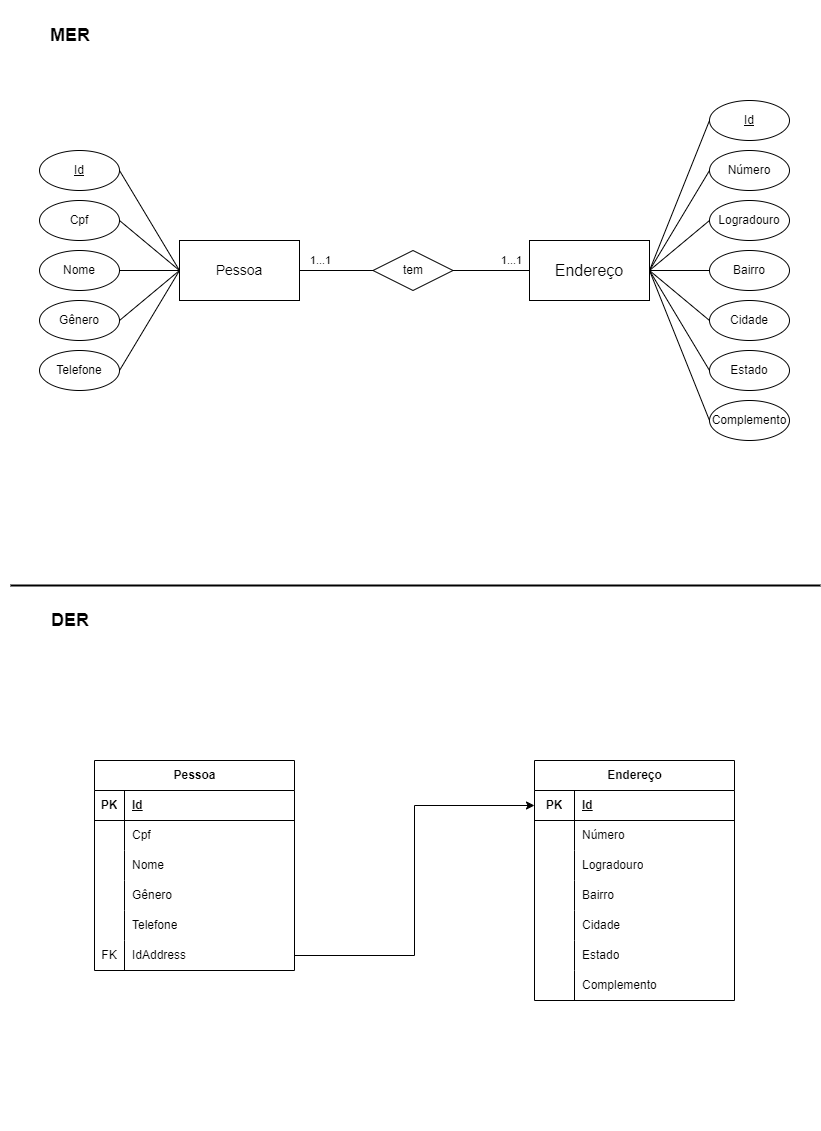 MER
Id
Cpf
Nome
Gênero
Telefone
Pessoa
1...1
tem
1...1
Endereço
Id
Número
Logradouro
Bairro
Cidade
Estado
Complemento
DER
Pessoa
PK Id
Cpf
Nome
Gênero
Telefone
FK IdAddress
Endereço
PK Id
Número
Logradouro
Bairro
Cidade
Estado
Complemento